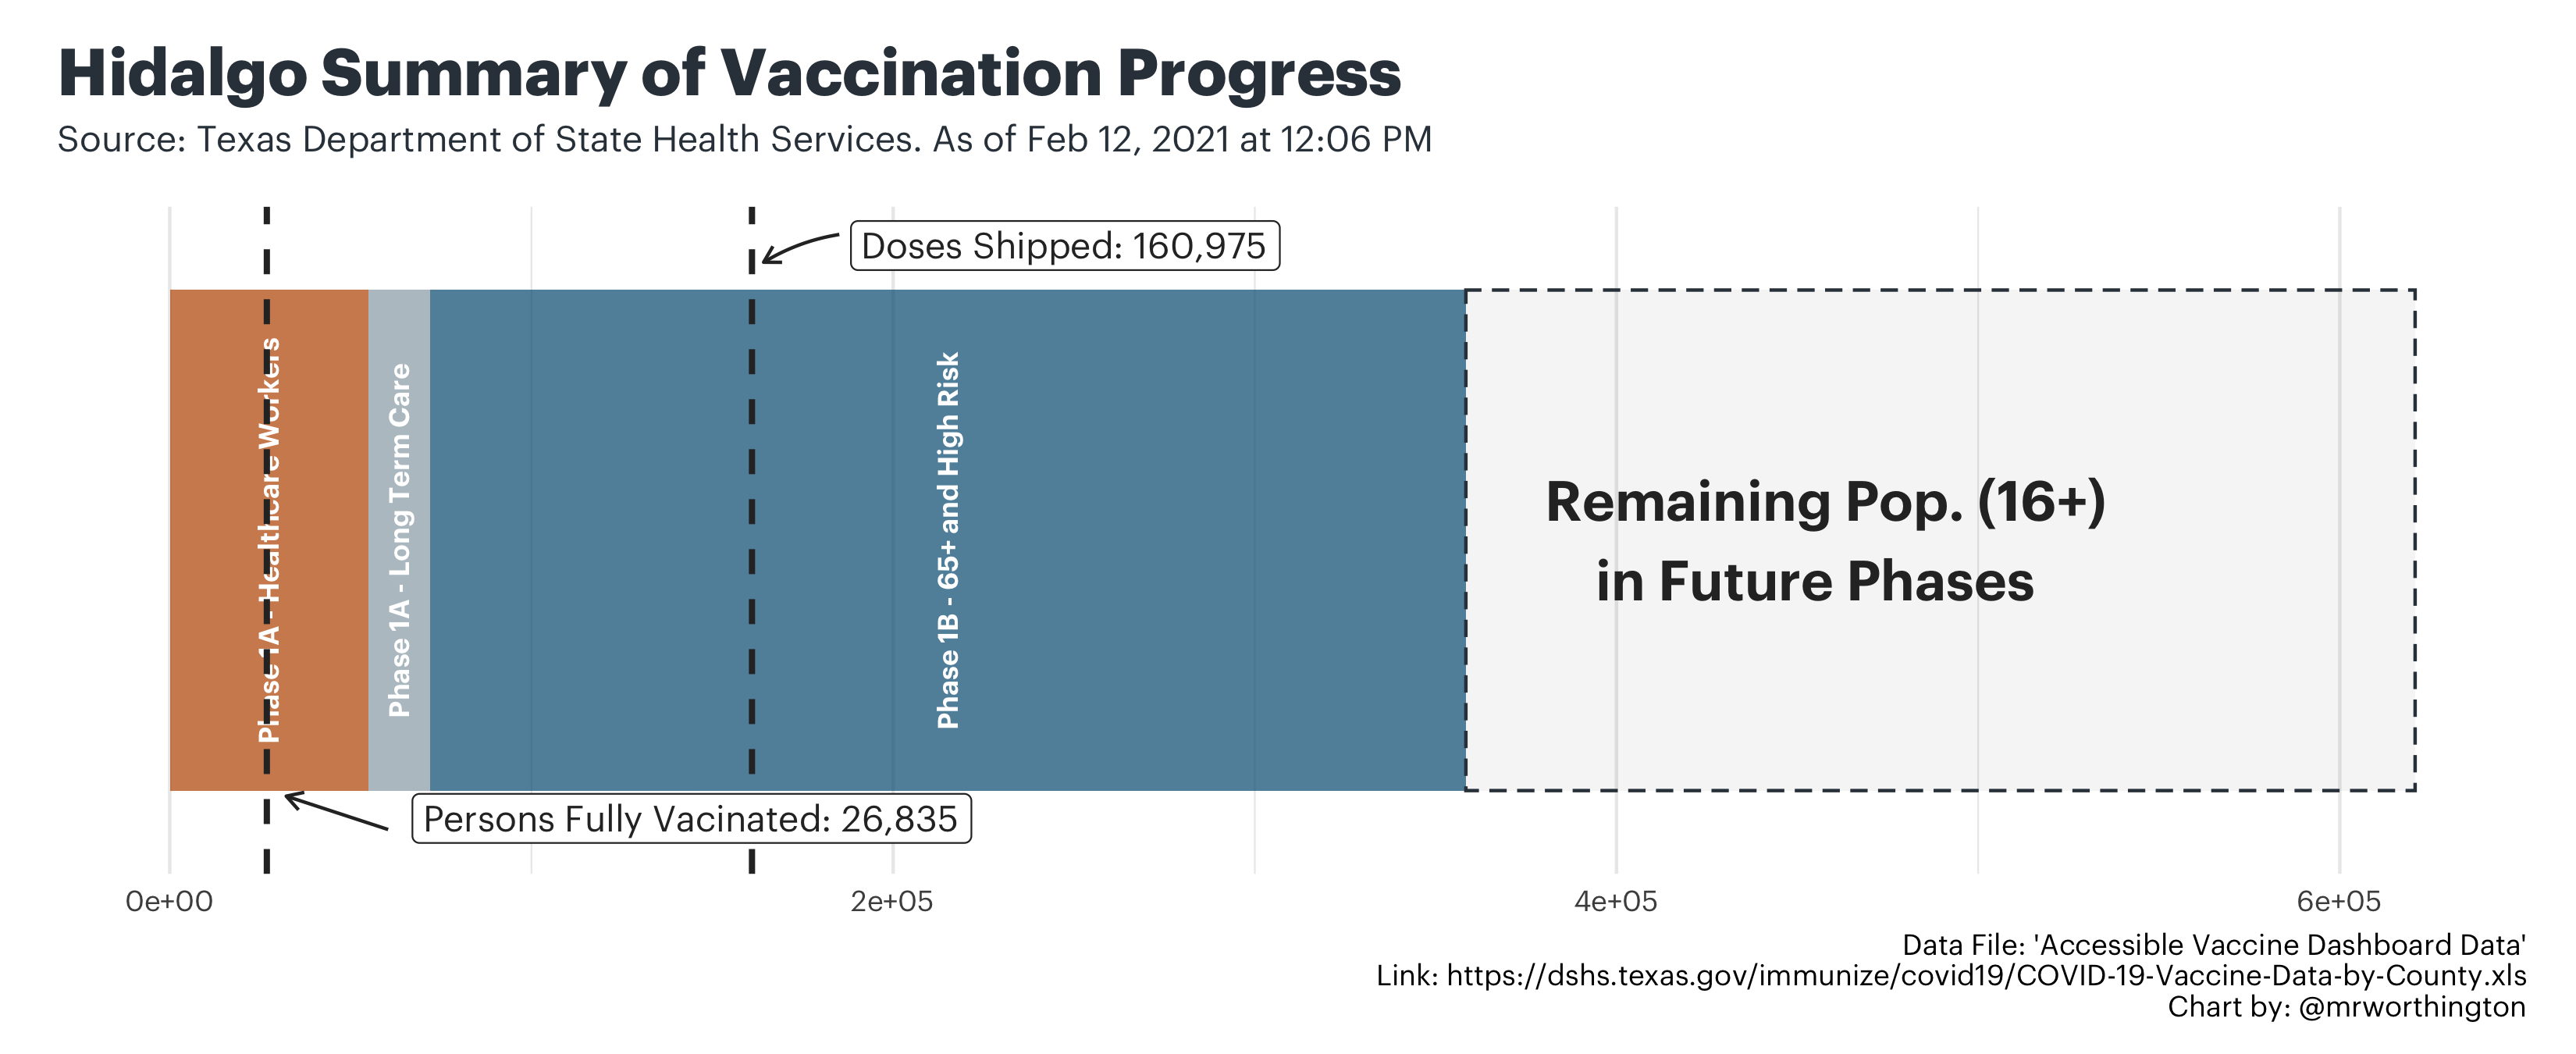 Hidalgo Summary of Vaccination Progress
Source: Texas Department of State Health Services. As of Feb 12, 2021 at 12:06 PM
Doses Shipped: 160,975
Phase 1A - Healthcare Workers
Phase 1A - Long Term Care
Phase 1B - 65+ and High Risk
Remaining Pop. (16+)
in Future Phases
Persons Fully Vacinated: 26,835
0e+00
2e+05
4e+05
6e+05
Data File: 'Accessible Vaccine Dashboard Data'
Link: https://dshs.texas.gov/immunize/covid19/COVID-19-Vaccine-Data-by-County.xls
Chart by: @mrworthington